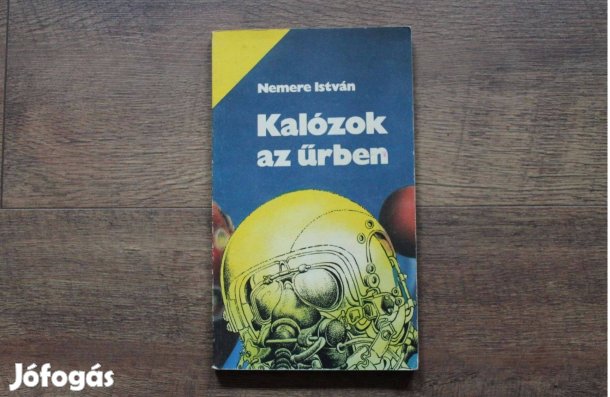 Nemere István
Kalózok
az űrben
Jófogás